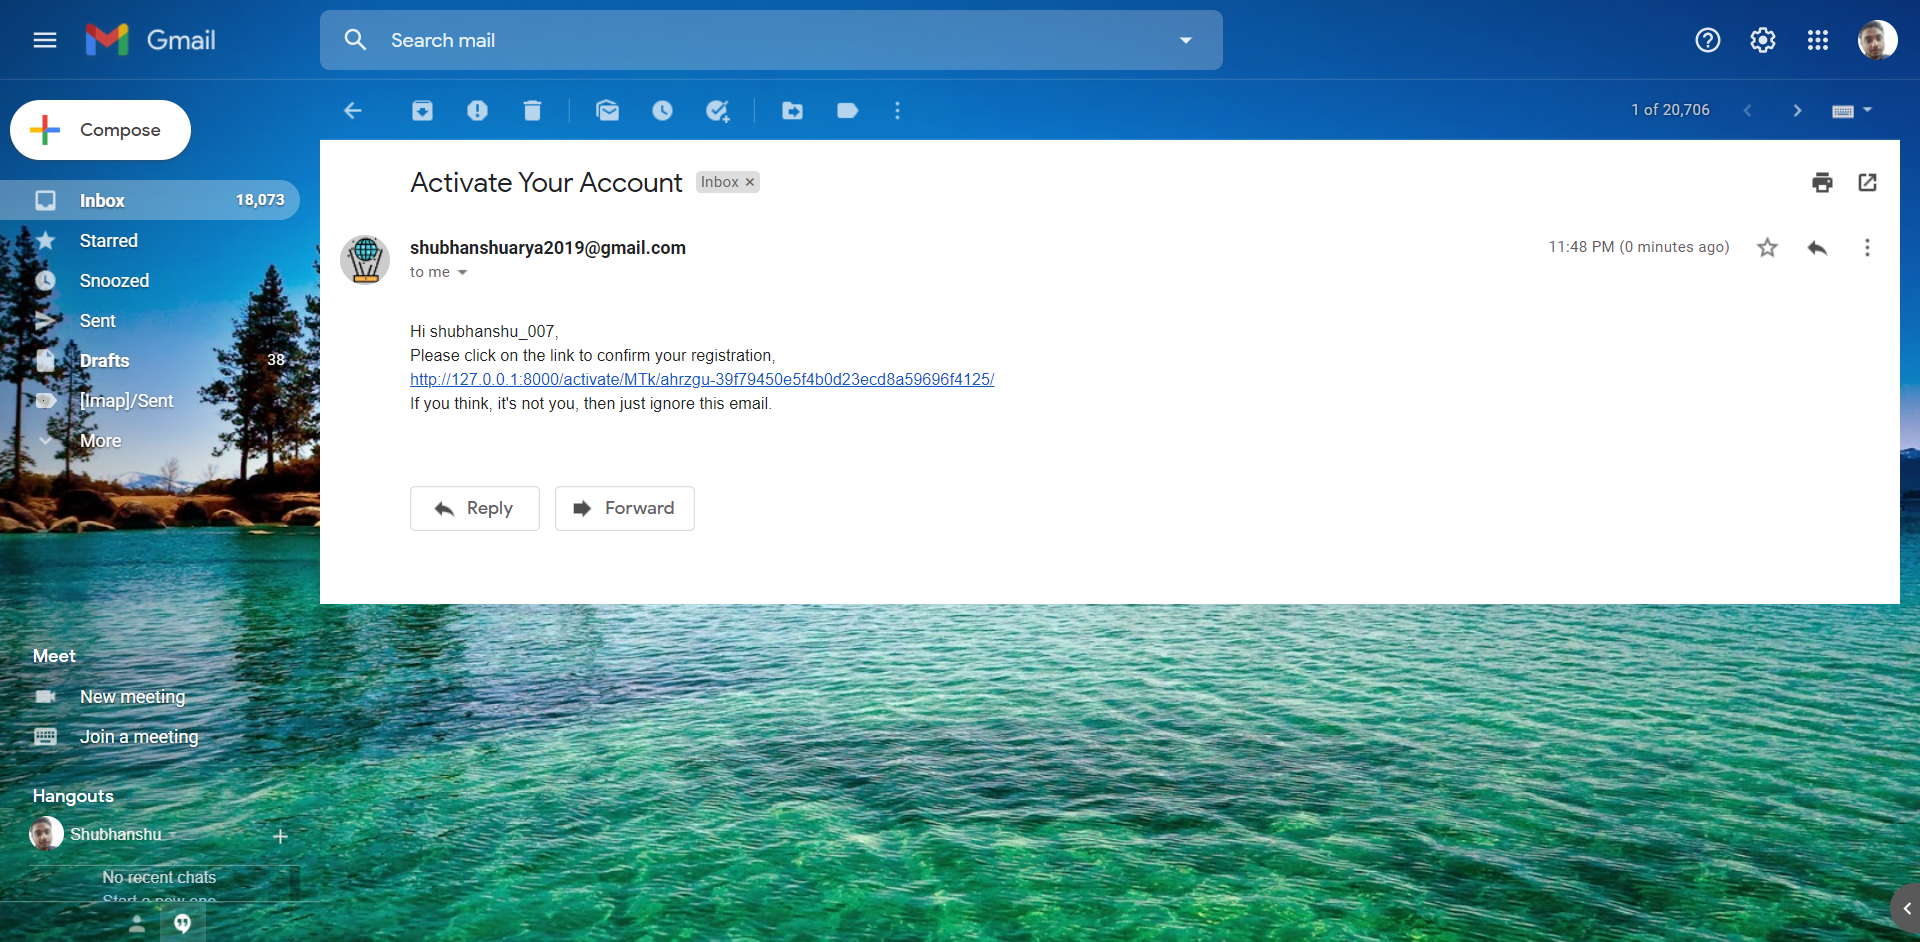 Gmail
Search mail
Compose
1 of 20,706
Inbox 18,073
Starred
Snoozed
Sent
Drafts 38
[Imap]/Sent
More
Activate Your Account Inbox ×
shubhanshuarya2019@gmail.com
11:48 PM (0 minutes ago)
to me
Hi shubhanshu_007,
Please click on the link to confirm your registration,
http://127.0.0.1:8000/activate/MTk/ahrzgu-39f79450e5f4b0d23ecd8a59696f4125/
If you think, it's not you, then just ignore this email.
Reply
Forward
Meet
New meeting
Join a meeting
Hangouts
Shubhanshu
No recent chats
Start a new one